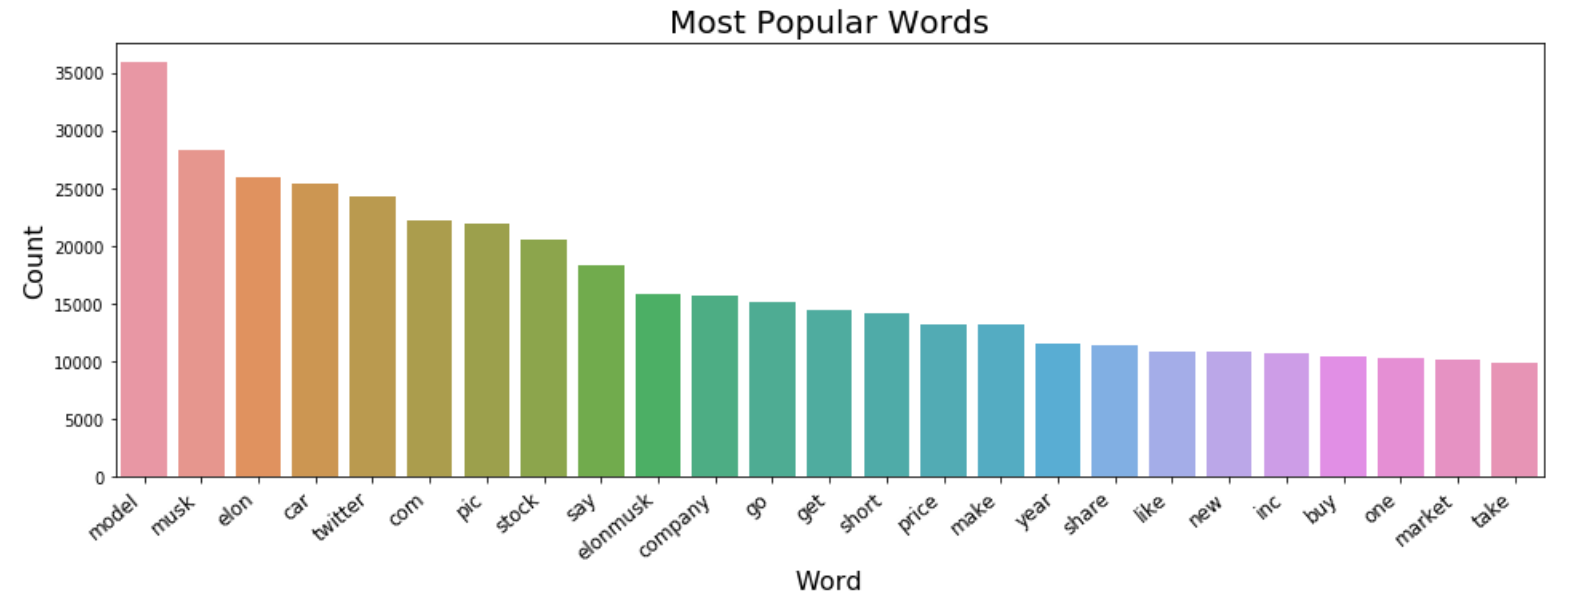 Most Popular Words
Count
35000
30000
25000
20000
15000
10000
5000
0
model musk elon car twitter com pic stock say elonmusk company go get short price make year share like new inc buy one market take
Word